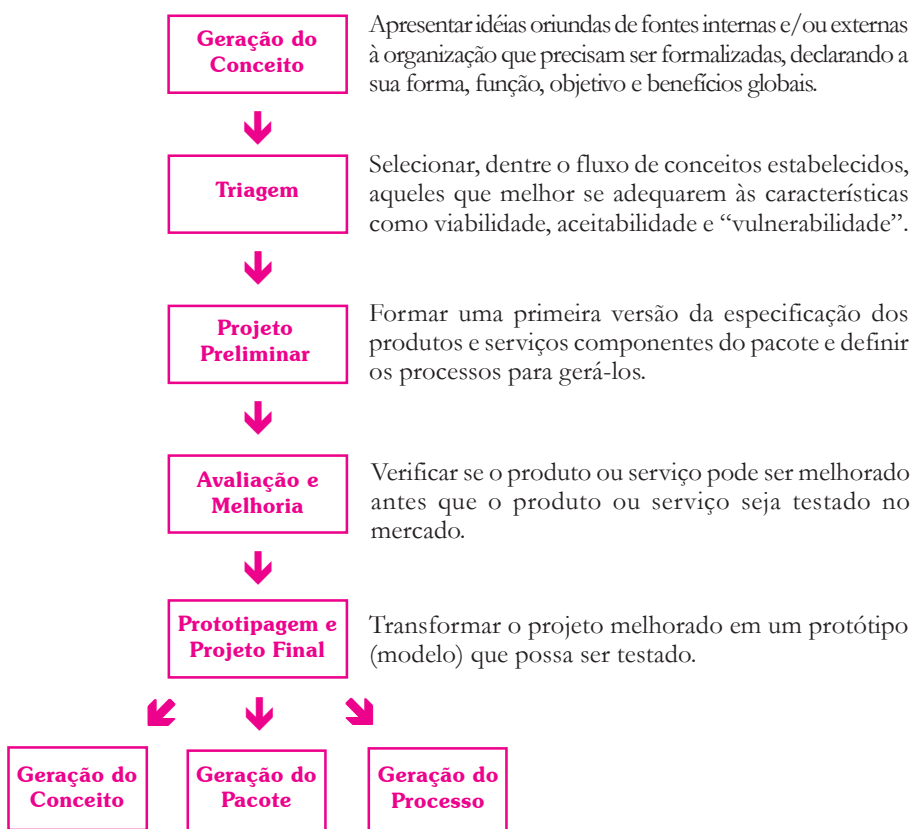 Geração do
Conceito
Apresentar idéias oriundas de fontes internas e/ou externas
à organização que precisam ser formalizadas, declarando a
sua forma, função, objetivo e benefícios globais.
Triagem
Selecionar, dentre o fluxo de conceitos estabelecidos,
aqueles que melhor se adequarem às características
como viabilidade, aceitabilidade e “vulnerabilidade”.
Projeto
Preliminar
Formar uma primeira versão da especificação dos
produtos e serviços componentes do pacote e definir
os processos para gerá-los.
Avaliação e
Melhoria
Verificar se o produto ou serviço pode ser melhorado
antes que o produto ou serviço seja testado no
mercado.
Prototipagem e
Projeto Final
Transformar o projeto melhorado em um protótipo
(modelo) que possa ser testado.
Geração do
Conceito
Geração do
Pacote
Geração do
Processo